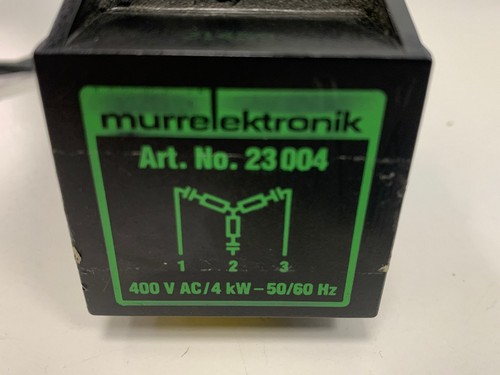 murrelektronik
Art. No. 23 004
1 2 3
400 V AC/4 kW – 50/60 Hz